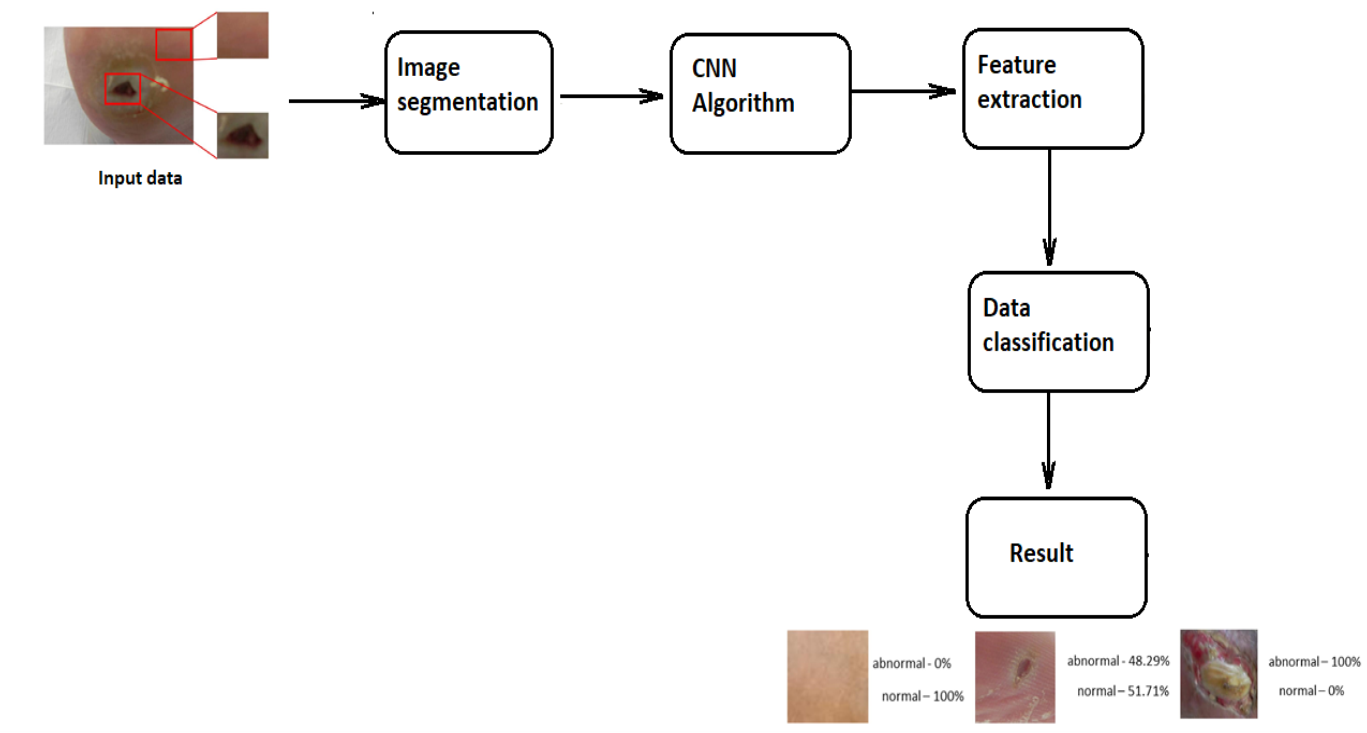 Input data
Image
segmentation
CNN
Algorithm
Feature
extraction
Data
classification
Result
abnormal - 0%
normal – 100%
abnormal - 48.29%
normal – 51.71%
abnormal – 100%
normal – 0%